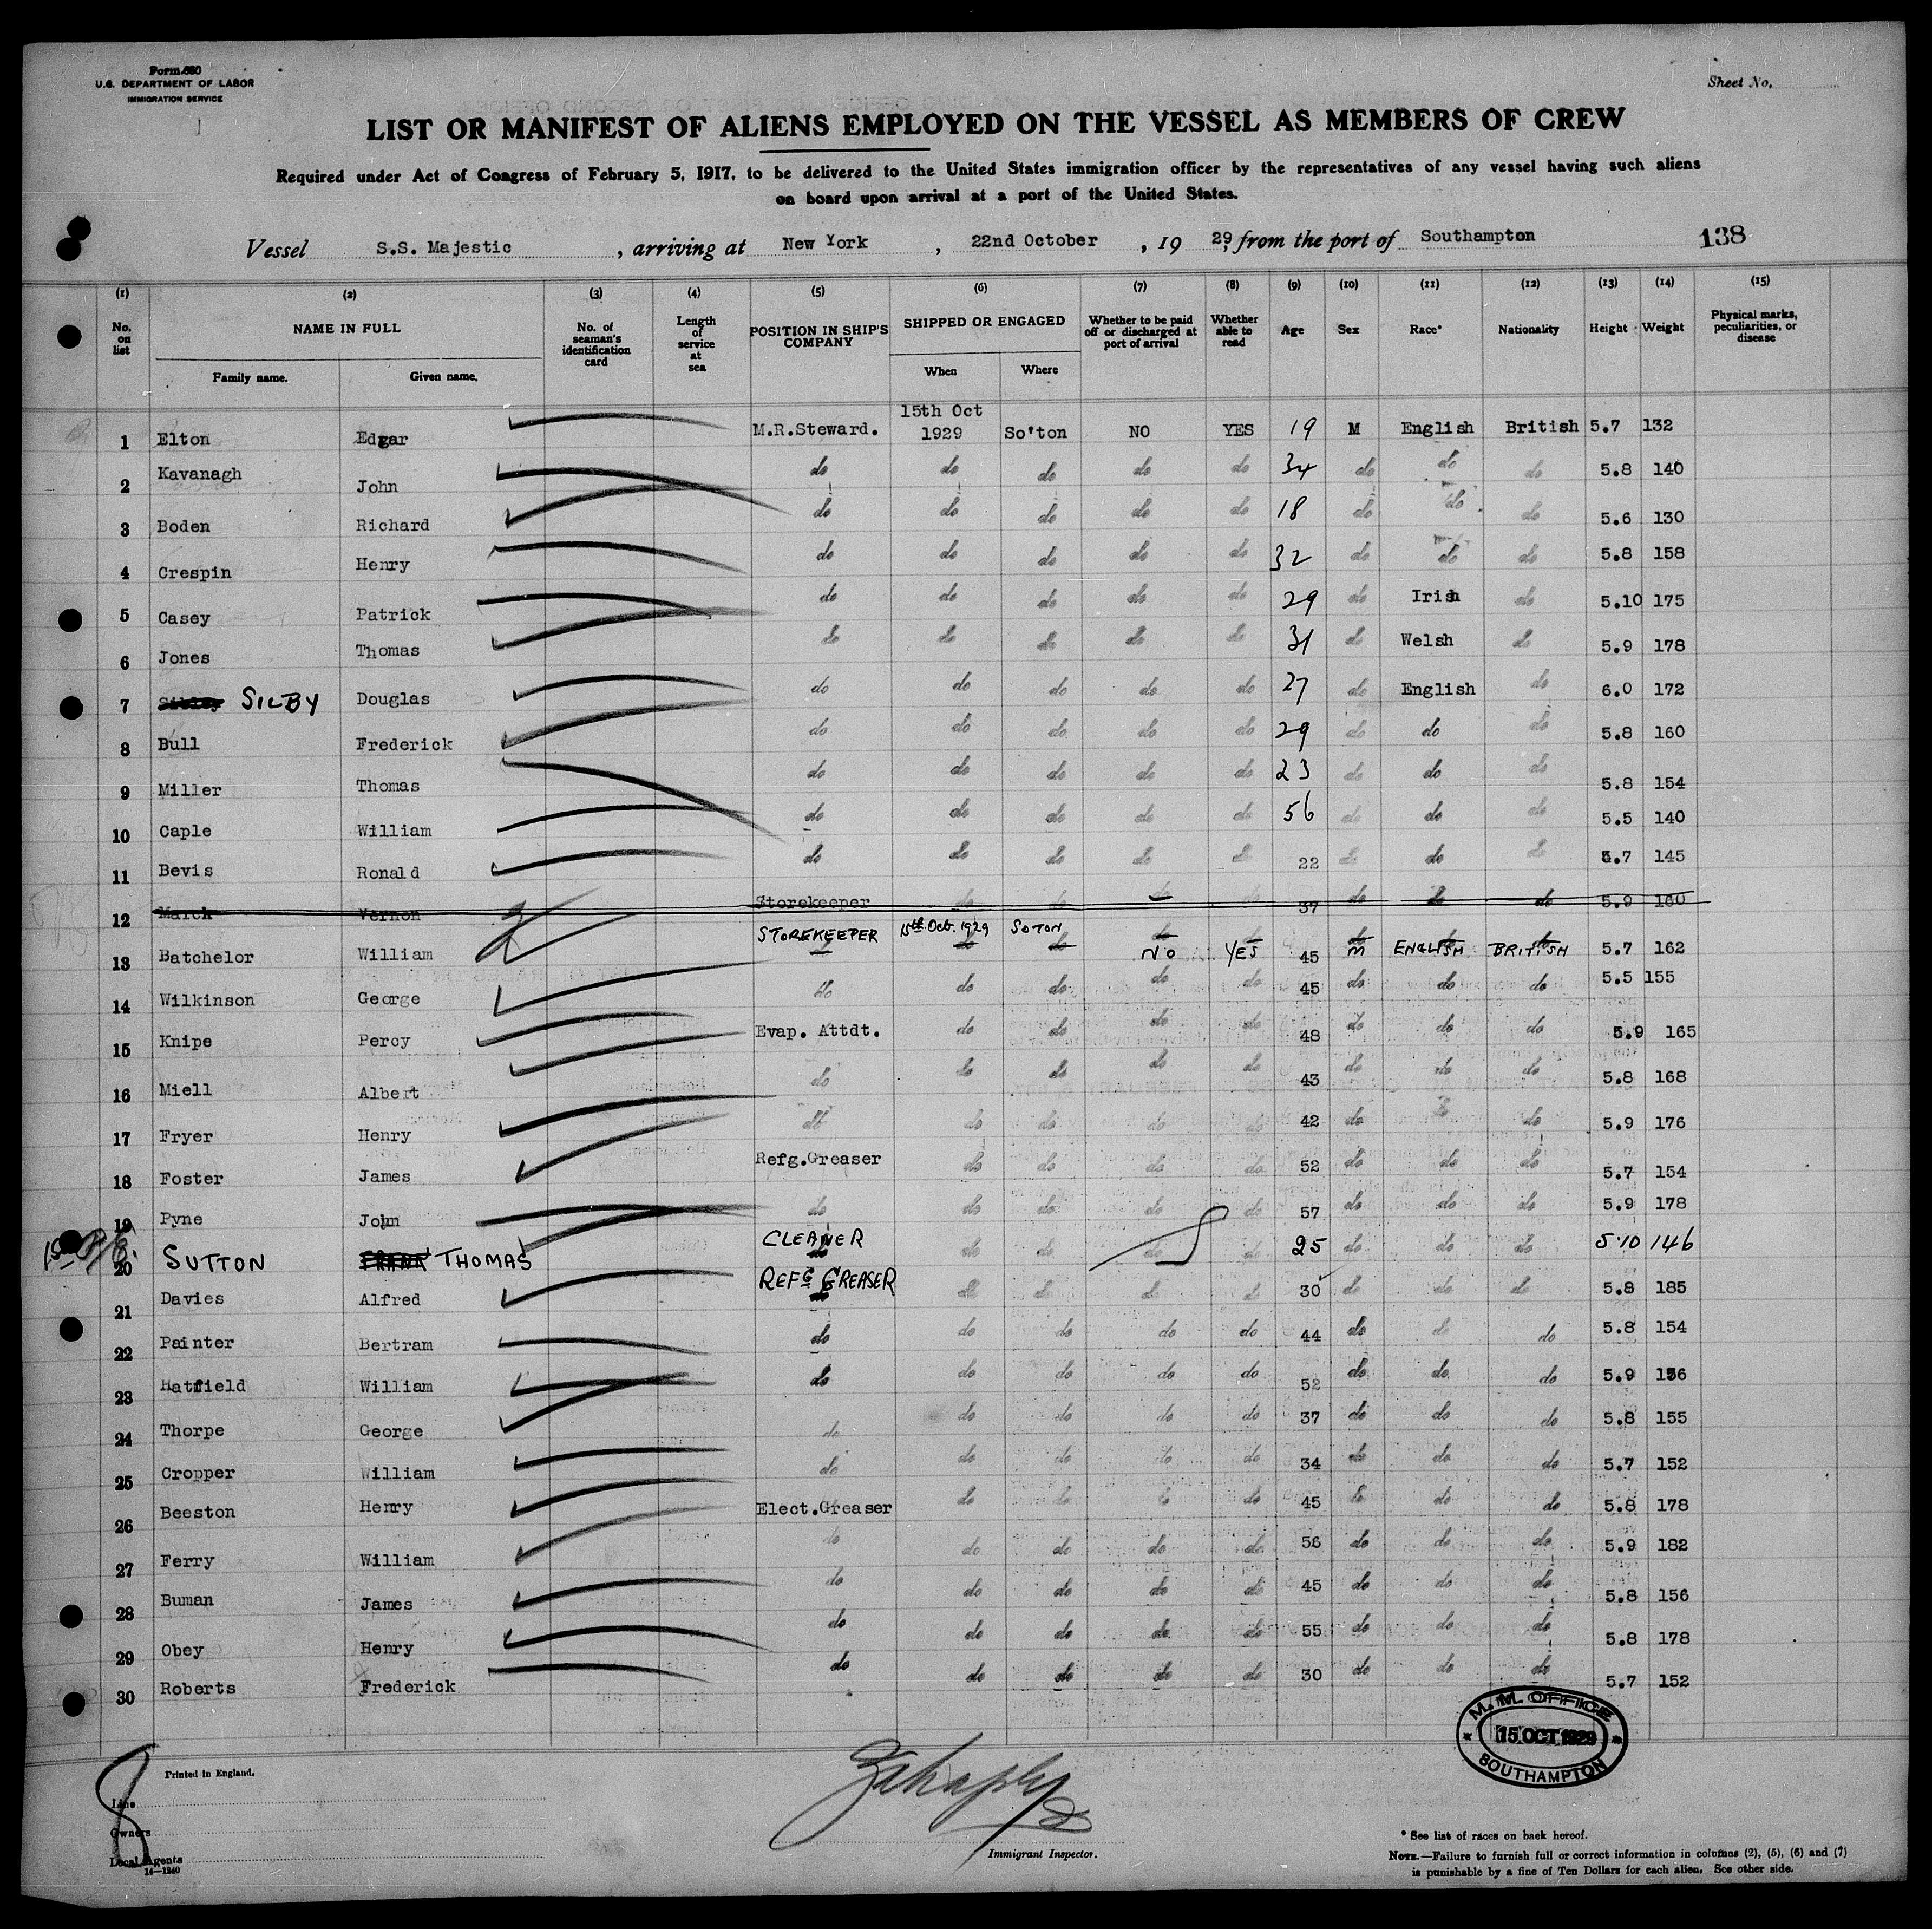 Form 680
U.S. DEPARTMENT OF LABOR
IMMIGRATION SERVICE
Sheet No.
LIST OR MANIFEST OF ALIENS EMPLOYED ON THE VESSEL AS MEMBERS OF CREW
Required under Act of Congress of February 5, 1917, to be delivered to the United States immigration officer by the representatives of any vessel having such aliens
on board upon arrival at a port of the United States.
Vessel S.S. Majestic, arriving at New York, 22nd October, 19 29, from the port of Southampton 138
(1) (2) (3) (4) (5) (6) (7) (8) (9) (10) (11) (12) (13) (14) (15)
No. on list NAME IN FULL Family name. Given name. No. of seaman's identification card Length of service at sea POSITION IN SHIP'S COMPANY SHIPPED OR ENGAGED When Where Whether to be paid off or discharged at port of arrival Whether able to read Age Sex Race* Nationality Height Weight Physical marks, peculiarities, or disease
1 Elton Edgar M.R.Steward. 15th Oct 1929 So'ton NO YES 19 M English British 5.7 132
2 Kavanagh John do do do do do 34 do do do 5.8 140
3 Boden Richard do do do do do 18 do do do 5.6 130
4 Crespin Henry do do do do do 32 do do do 5.8 158
5 Casey Patrick do do do do do 29 do Irish do 5.10 175
6 Jones Thomas do do do do do 31 do Welsh do 5.9 178
7 SILBY Douglas do do do do do 27 do English do 6.0 172
8 Bull Frederick do do do do do 29 do do do 5.8 160
9 Miller Thomas do do do do do 23 do do do 5.8 154
10 Caple William do do do do do 56 do do do 5.5 140
11 Bevis Ronald do do do do do 22 do do do 5.7 145
12 Marck Vernon Storekeeper do do do do 37 do do do 5.9 160
13 Batchelor William STOREKEEPER 15th Oct. 1929 SOTON NO YES 45 M ENGLISH BRITISH 5.7 162
14 Wilkinson George do do do do do 45 do do do 5.5 155
15 Knipe Percy Evap. Attdt. do do do do 48 do do do 5.9 165
16 Miell Albert do do do do do 43 do do do 5.8 168
17 Fryer Henry do do do do do 42 do do do 5.9 176
18 Foster James Refg.Greaser do do do do 52 do do do 5.7 154
19 Pyne John do do do do do 57 do do do 5.9 178
20 SUTTON FRANK THOMAS CLEANER do do do do 25 do do do 5.10 146
21 Davies Alfred REFG GREASER do do do do 30 do do do 5.8 185
22 Painter Bertram do do do do do 44 do do do 5.8 154
23 Hatfield William do do do do do 52 do do do 5.9 156
24 Thorpe George do do do do do 37 do do do 5.8 155
25 Cropper William do do do do do 34 do do do 5.7 152
26 Beeston Henry Elect.Greaser do do do do 45 do do do 5.8 178
27 Ferry William do do do do do 56 do do do 5.9 182
28 Buman James do do do do do 45 do do do 5.8 156
29 Obey Henry do do do do do 55 do do do 5.8 178
30 Roberts Frederick do do do do do 30 do do do 5.7 152
M.M. OFFICE
15 OCT 1929
SOUTHAMPTON
Printed in England.
Line
Owners
Local Agents
14—1240
Immigrant Inspector.
* See list of races on back hereof.
NOTE.—Failure to furnish full or correct information in columns (2), (5), (6) and (7)
is punishable by a fine of Ten Dollars for each alien. See other side.